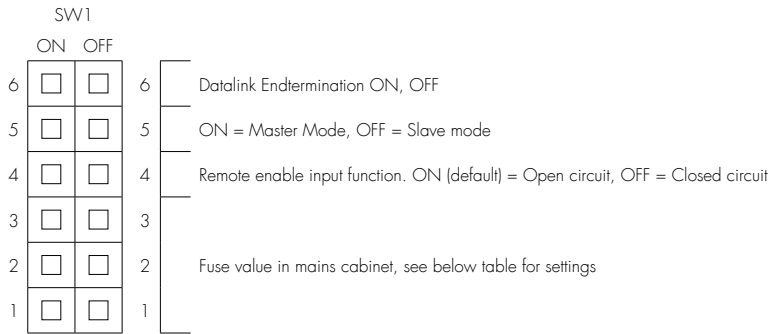 SW1
ON OFF
6 6 Datalink Endtermination ON, OFF
5 5 ON = Master Mode, OFF = Slave mode
4 4 Remote enable input function. ON (default) = Open circuit, OFF = Closed circuit
3 3
2 2 Fuse value in mains cabinet, see below table for settings
1 1